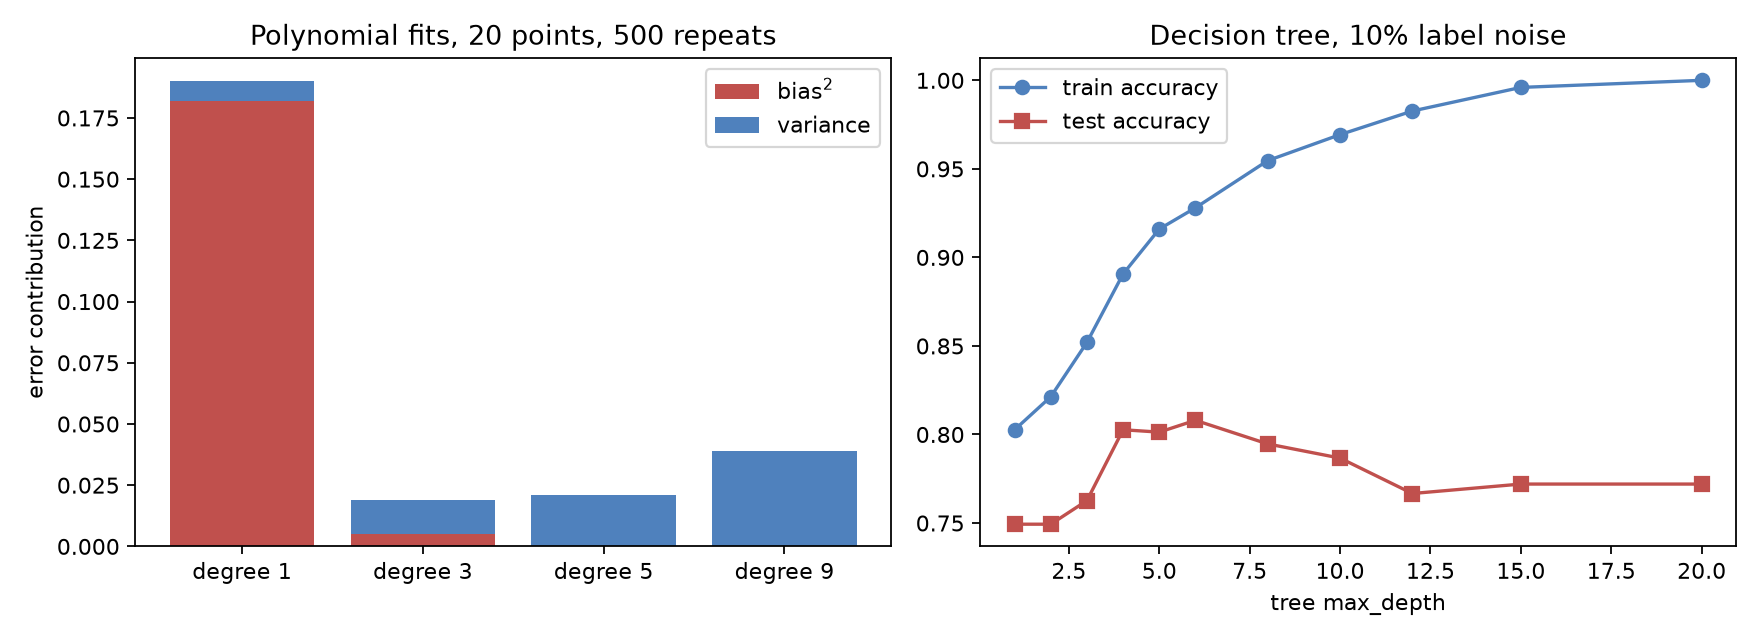 Polynomial fits, 20 points, 500 repeats
bias²
variance
error contribution
0.175
0.150
0.125
0.100
0.075
0.050
0.025
0.000
degree 1
degree 3
degree 5
degree 9
Decision tree, 10% label noise
train accuracy
test accuracy
1.00
0.95
0.90
0.85
0.80
0.75
2.5
5.0
7.5
10.0
12.5
15.0
17.5
20.0
tree max_depth